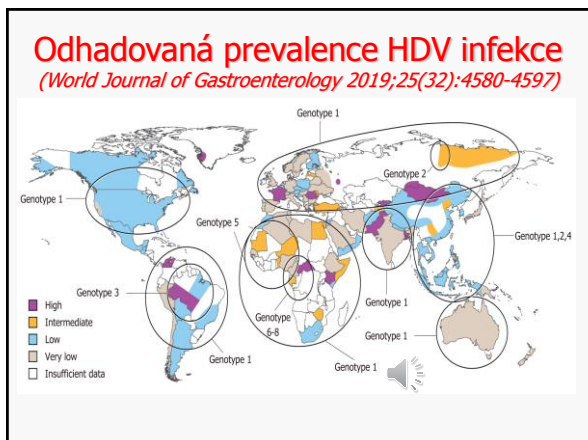 Odhadovaná prevalence HDV infekce
(World Journal of Gastroenterology 2019;25(32):4580-4597)
Genotype 1
Genotype 2
Genotype 1
Genotype 5
Genotype 1,2,4
Genotype 3
Genotype
6-8
Genotype 1
Genotype 1
Genotype 1
Genotype 1
High
Intermediate
Low
Very low
Insufficient data